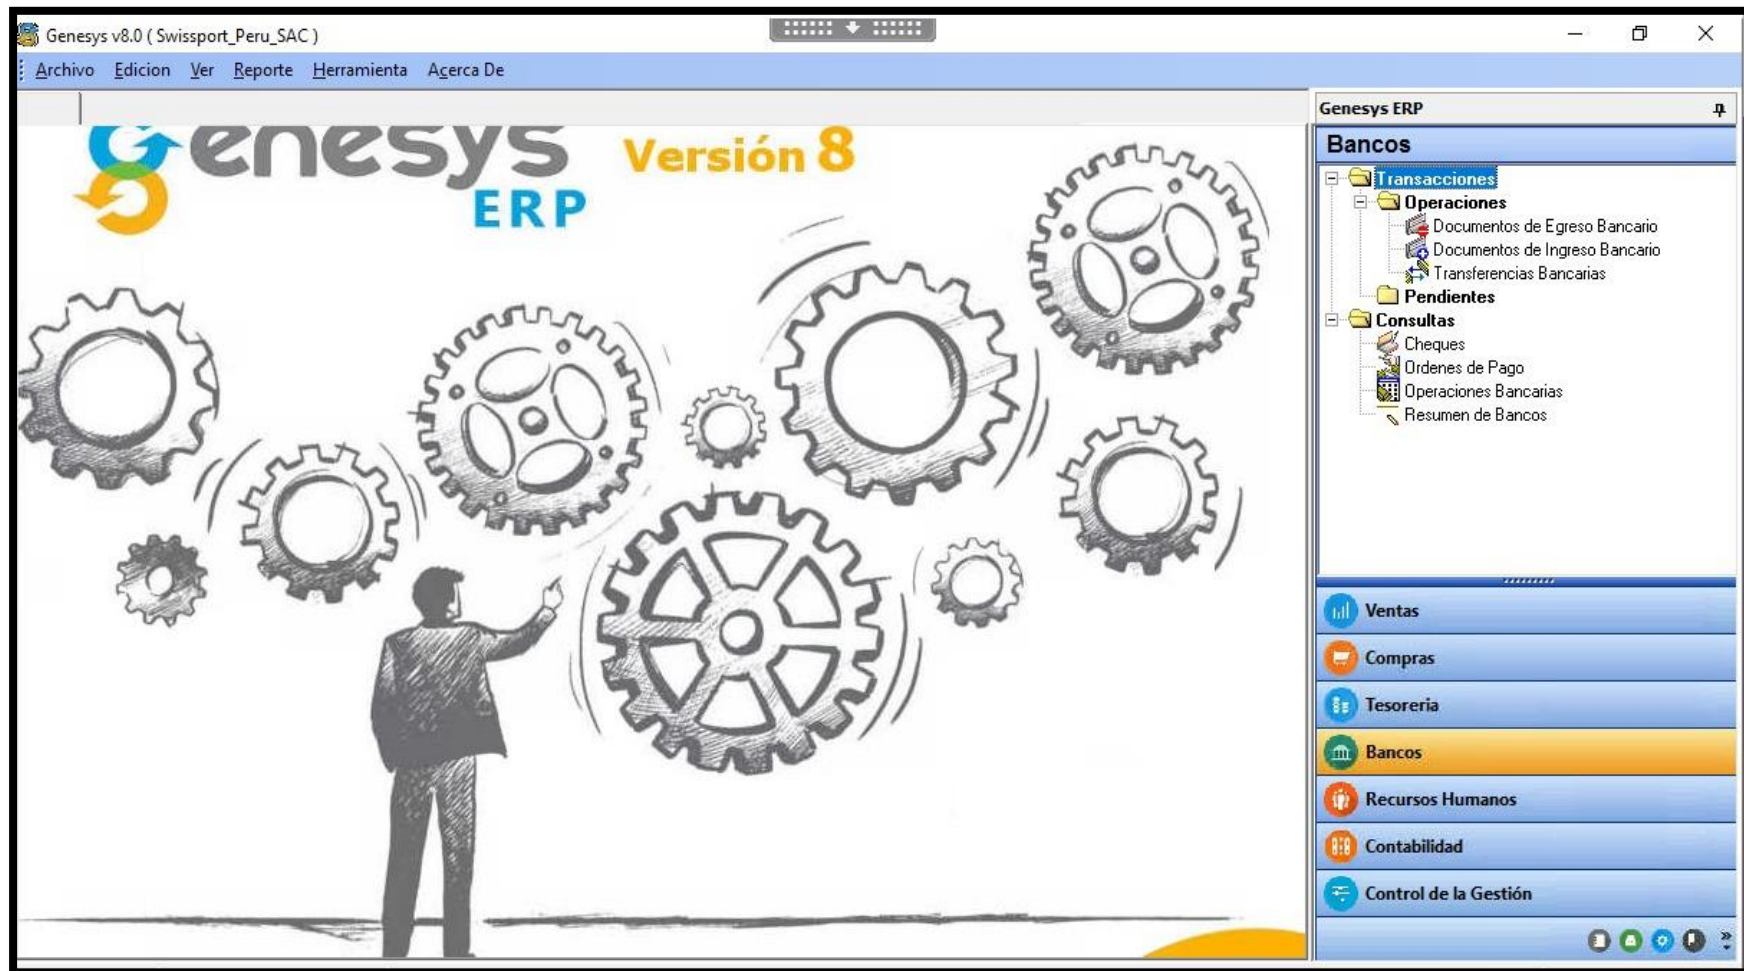 Genesys v8.0 ( Swissport_Peru_SAC )
Archivo Edicion Ver Reporte Herramienta Acerca De
Genesys Versión 8
ERP
Genesys ERP
Bancos
Transacciones
Operaciones
Documentos de Egreso Bancario
Documentos de Ingreso Bancario
Transferencias Bancarias
Pendientes
Consultas
Cheques
Ordenes de Pago
Operaciones Bancarias
Resumen de Bancos
Ventas
Compras
Tesoreria
Bancos
Recursos Humanos
Contabilidad
Control de la Gestión